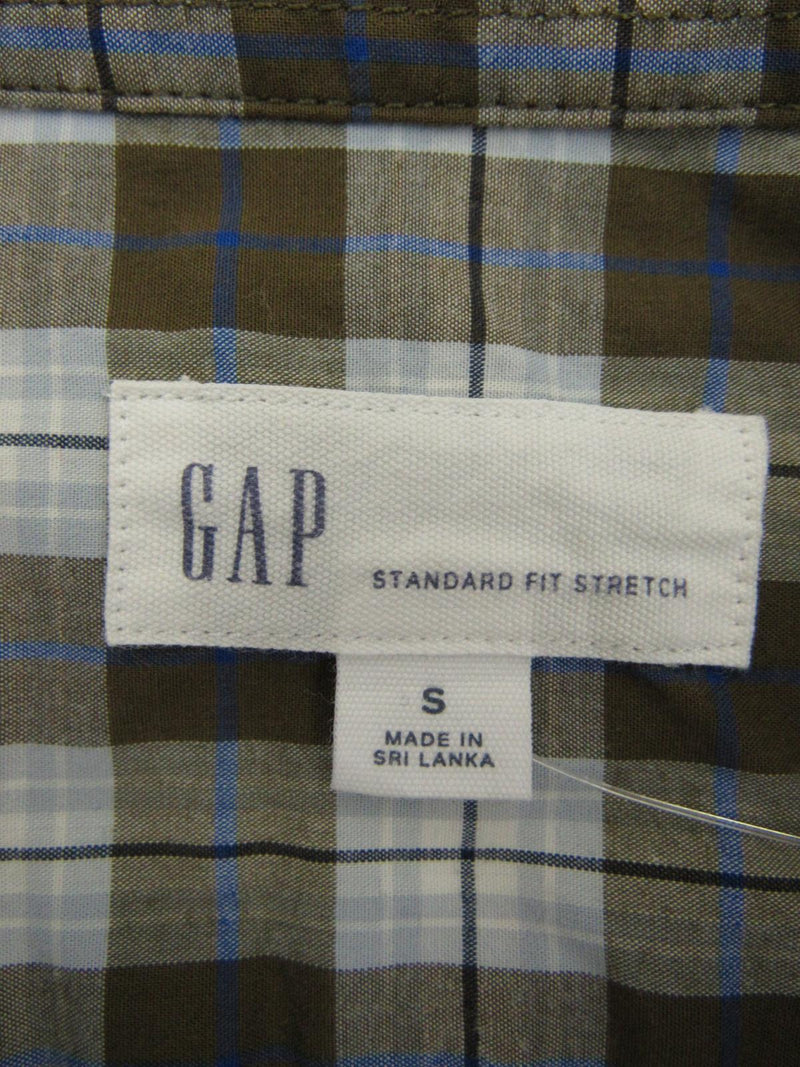 GAP
STANDARD FIT STRETCH
S
MADE IN
SRI LANKA